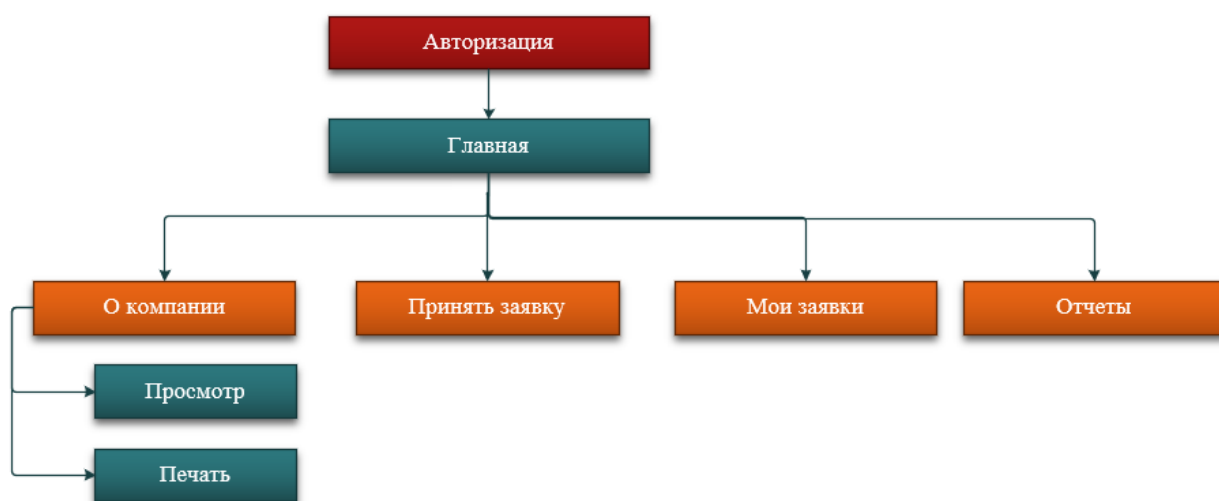 Авторизация
Главная
О компании
Принять заявку
Мои заявки
Отчеты
Просмотр
Печать